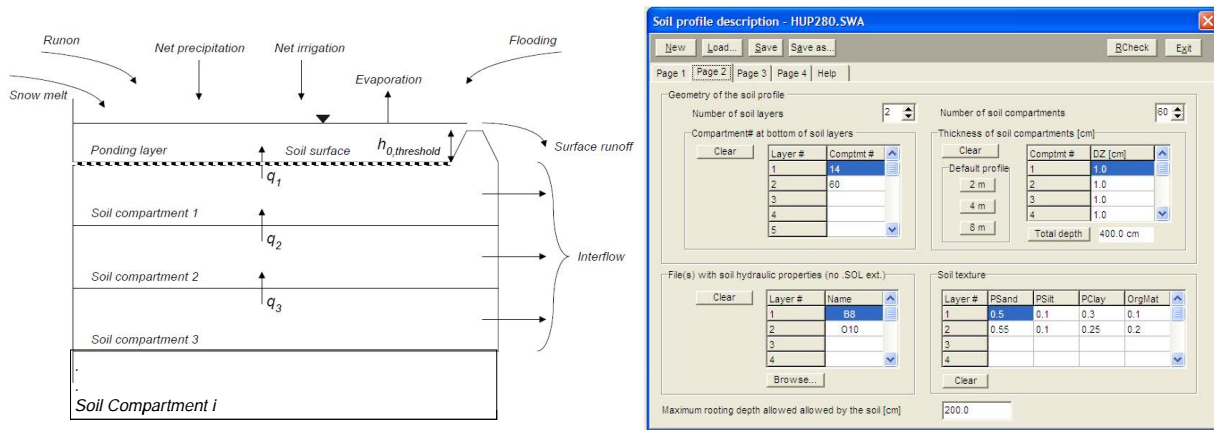 Runon
Net precipitation
Net irrigation
Flooding
Snow melt
Evaporation
Ponding layer
Soil surface
h0,threshold
Surface runoff
q1
Soil compartment 1
q2
Interflow
Soil compartment 2
q3
Soil compartment 3
.
.
Soil Compartment i
Soil profile description - HUP280.SWA
New Load... Save Save as... RCheck Exit
Page 1 Page 2 Page 3 Page 4 Help
Geometry of the soil profile
Number of soil layers 2
Number of soil compartments 60
Compartment# at bottom of soil layers
Clear
Layer # Comptmt #
1 14
2 60
3
4
5
Thickness of soil compartments [cm]
Clear
Default profile
2 m
4 m
8 m
Comptmt # DZ [cm]
1 1.0
2 1.0
3 1.0
4 1.0
Total depth 400.0 cm
File(s) with soil hydraulic properties (no .SOL ext.)
Clear
Layer # Name
1 B8
2 O10
3
4
Browse...
Soil texture
Layer # PSand PSilt PClay OrgMat
1 0.5 0.1 0.3 0.1
2 0.55 0.1 0.25 0.2
3
4
Clear
Maximum rooting depth allowed allowed by the soil [cm] 200.0